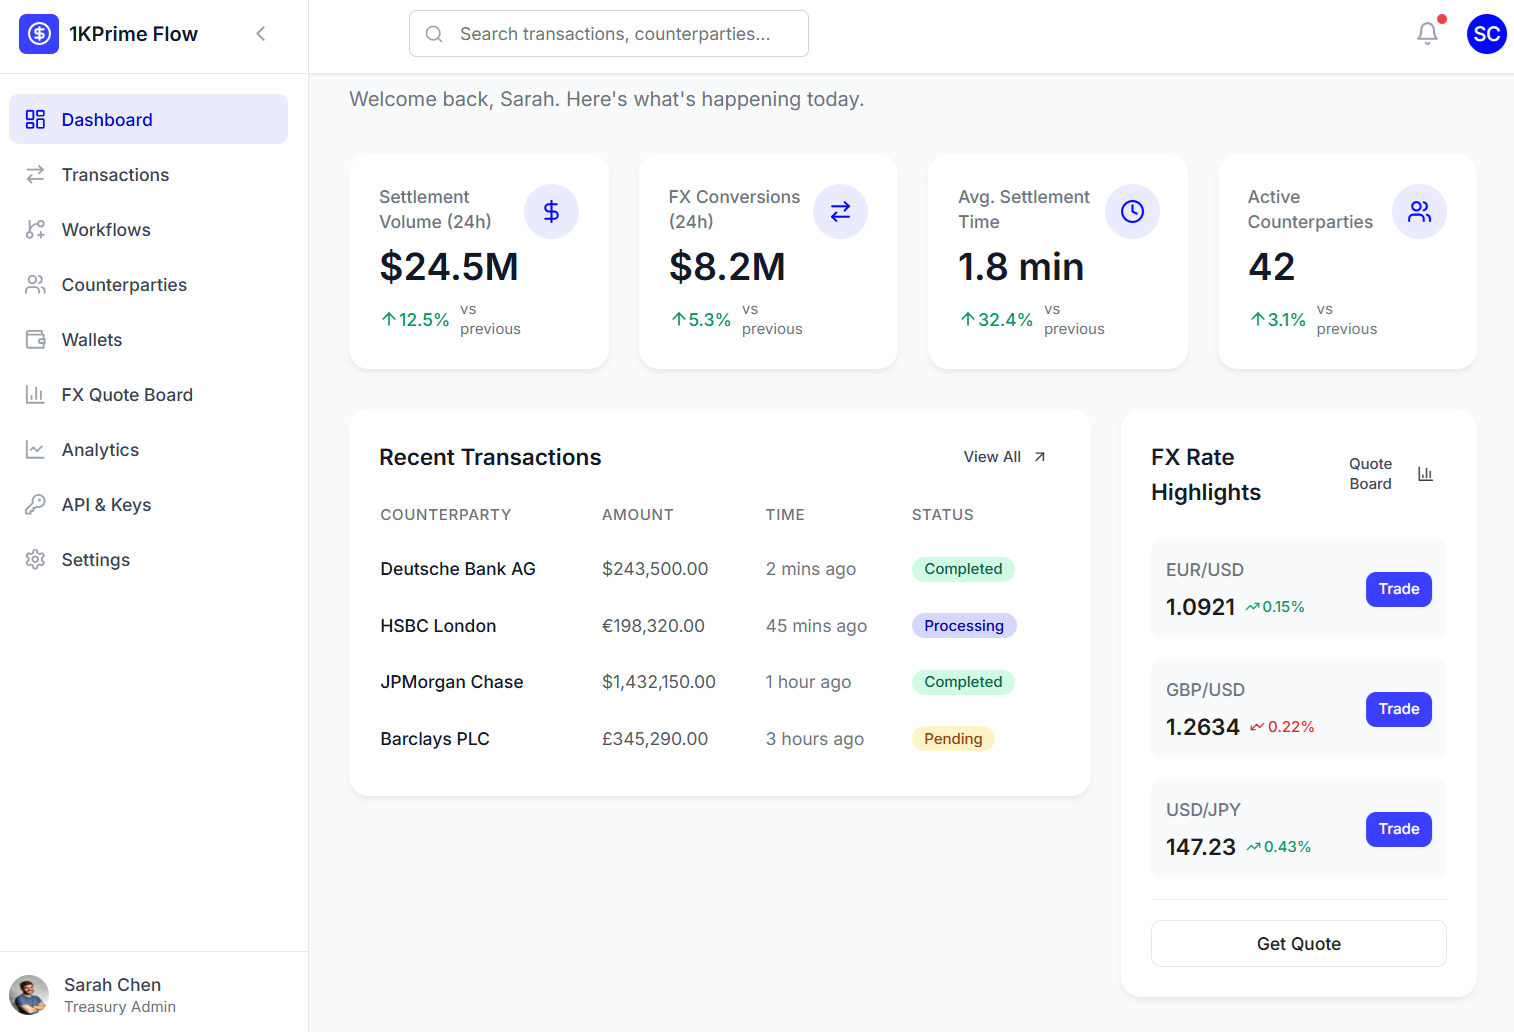 1KPrime Flow
Search transactions, counterparties...
SC
Dashboard
Transactions
Workflows
Counterparties
Wallets
FX Quote Board
Analytics
API & Keys
Settings
Sarah Chen
Treasury Admin
Welcome back, Sarah. Here's what's happening today.
Settlement
Volume (24h)
$24.5M
12.5%
vs
previous
FX Conversions
(24h)
$8.2M
5.3%
vs
previous
Avg. Settlement
Time
1.8 min
32.4%
vs
previous
Active
Counterparties
42
3.1%
vs
previous
Recent Transactions
View All
COUNTERPARTY AMOUNT TIME STATUS
Deutsche Bank AG $243,500.00 2 mins ago Completed
HSBC London €198,320.00 45 mins ago Processing
JPMorgan Chase $1,432,150.00 1 hour ago Completed
Barclays PLC £345,290.00 3 hours ago Pending
FX Rate
Highlights
Quote
Board
EUR/USD
1.0921 0.15%
Trade
GBP/USD
1.2634 0.22%
Trade
USD/JPY
147.23 0.43%
Trade
Get Quote